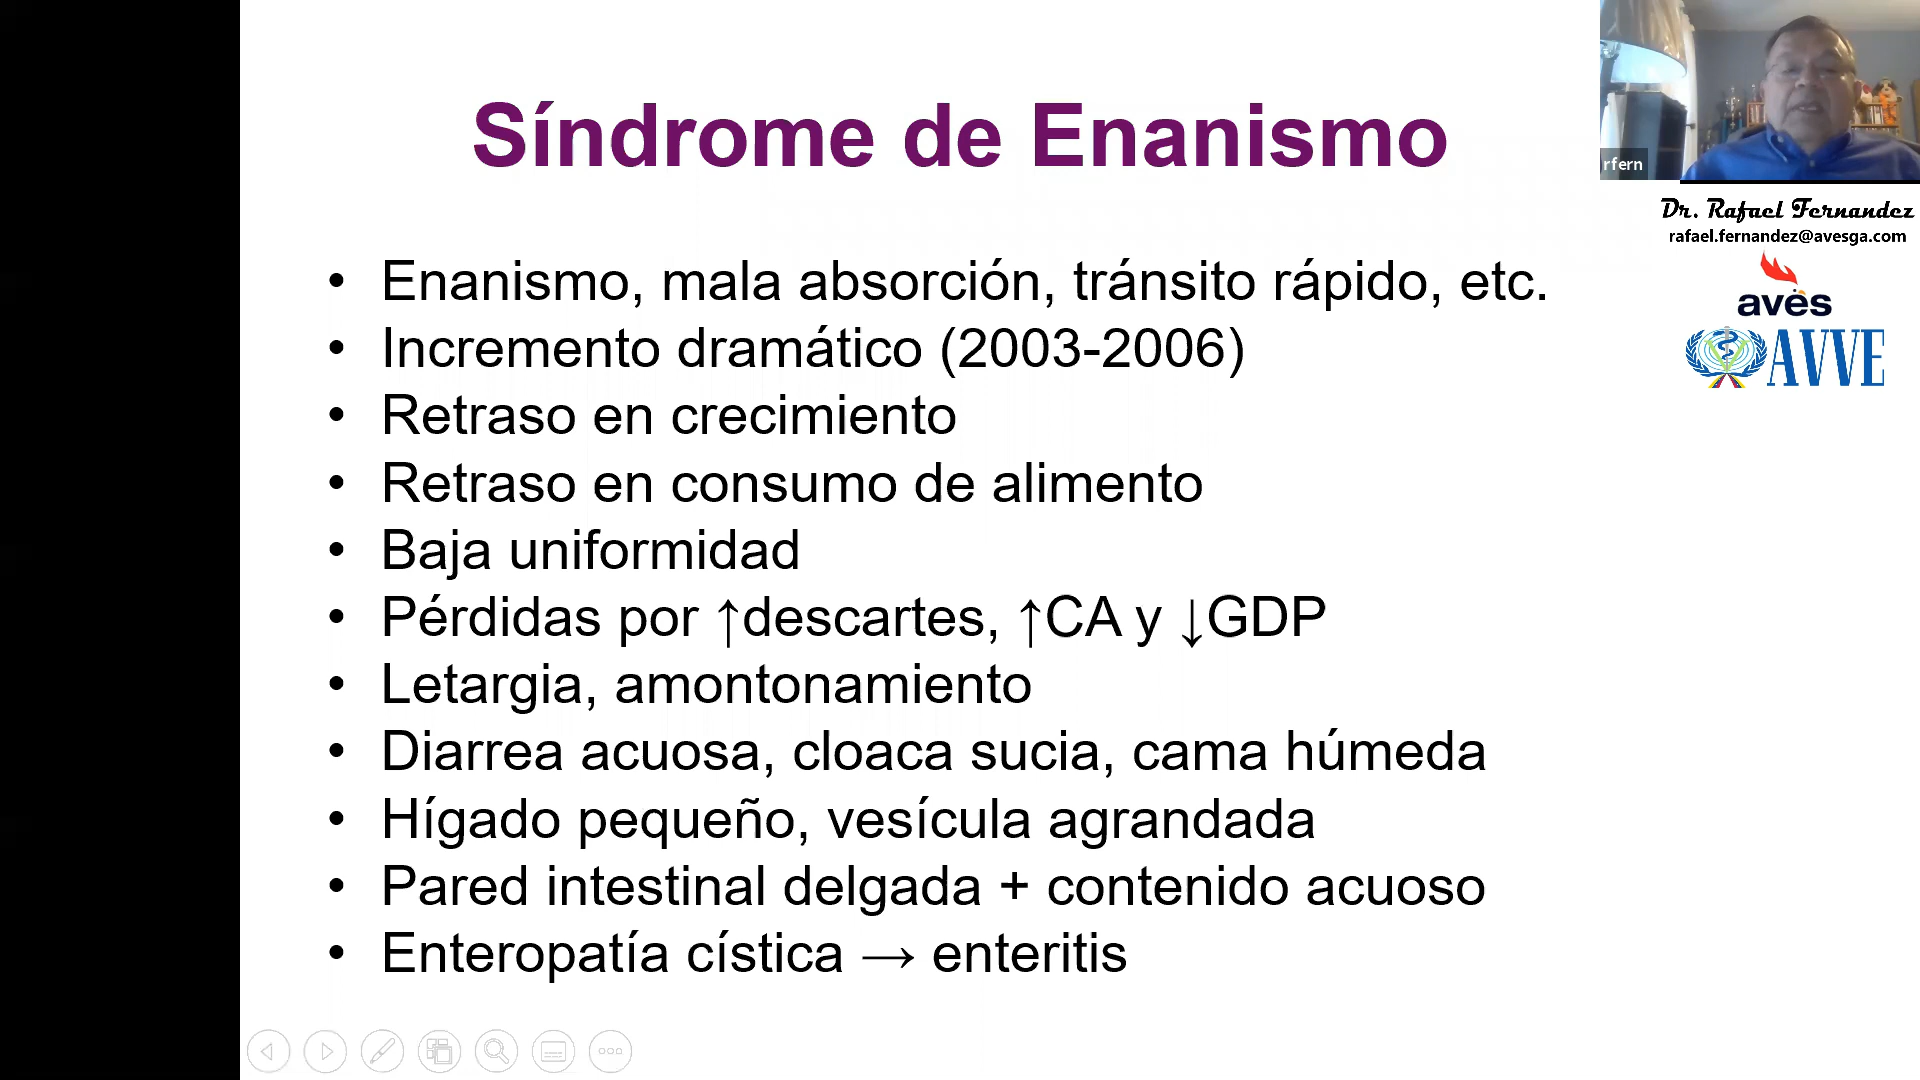 Síndrome de Enanismo
• Enanismo, mala absorción, tránsito rápido, etc.
• Incremento dramático (2003-2006)
• Retraso en crecimiento
• Retraso en consumo de alimento
• Baja uniformidad
• Pérdidas por ↑descartes, ↑CA y ↓GDP
• Letargia, amontonamiento
• Diarrea acuosa, cloaca sucia, cama húmeda
• Hígado pequeño, vesícula agrandada
• Pared intestinal delgada + contenido acuoso
• Enteropatía cística → enteritis
rfern
Dr. Rafael Fernandez
rafael.fernandez@avesga.com
aves
AVVE